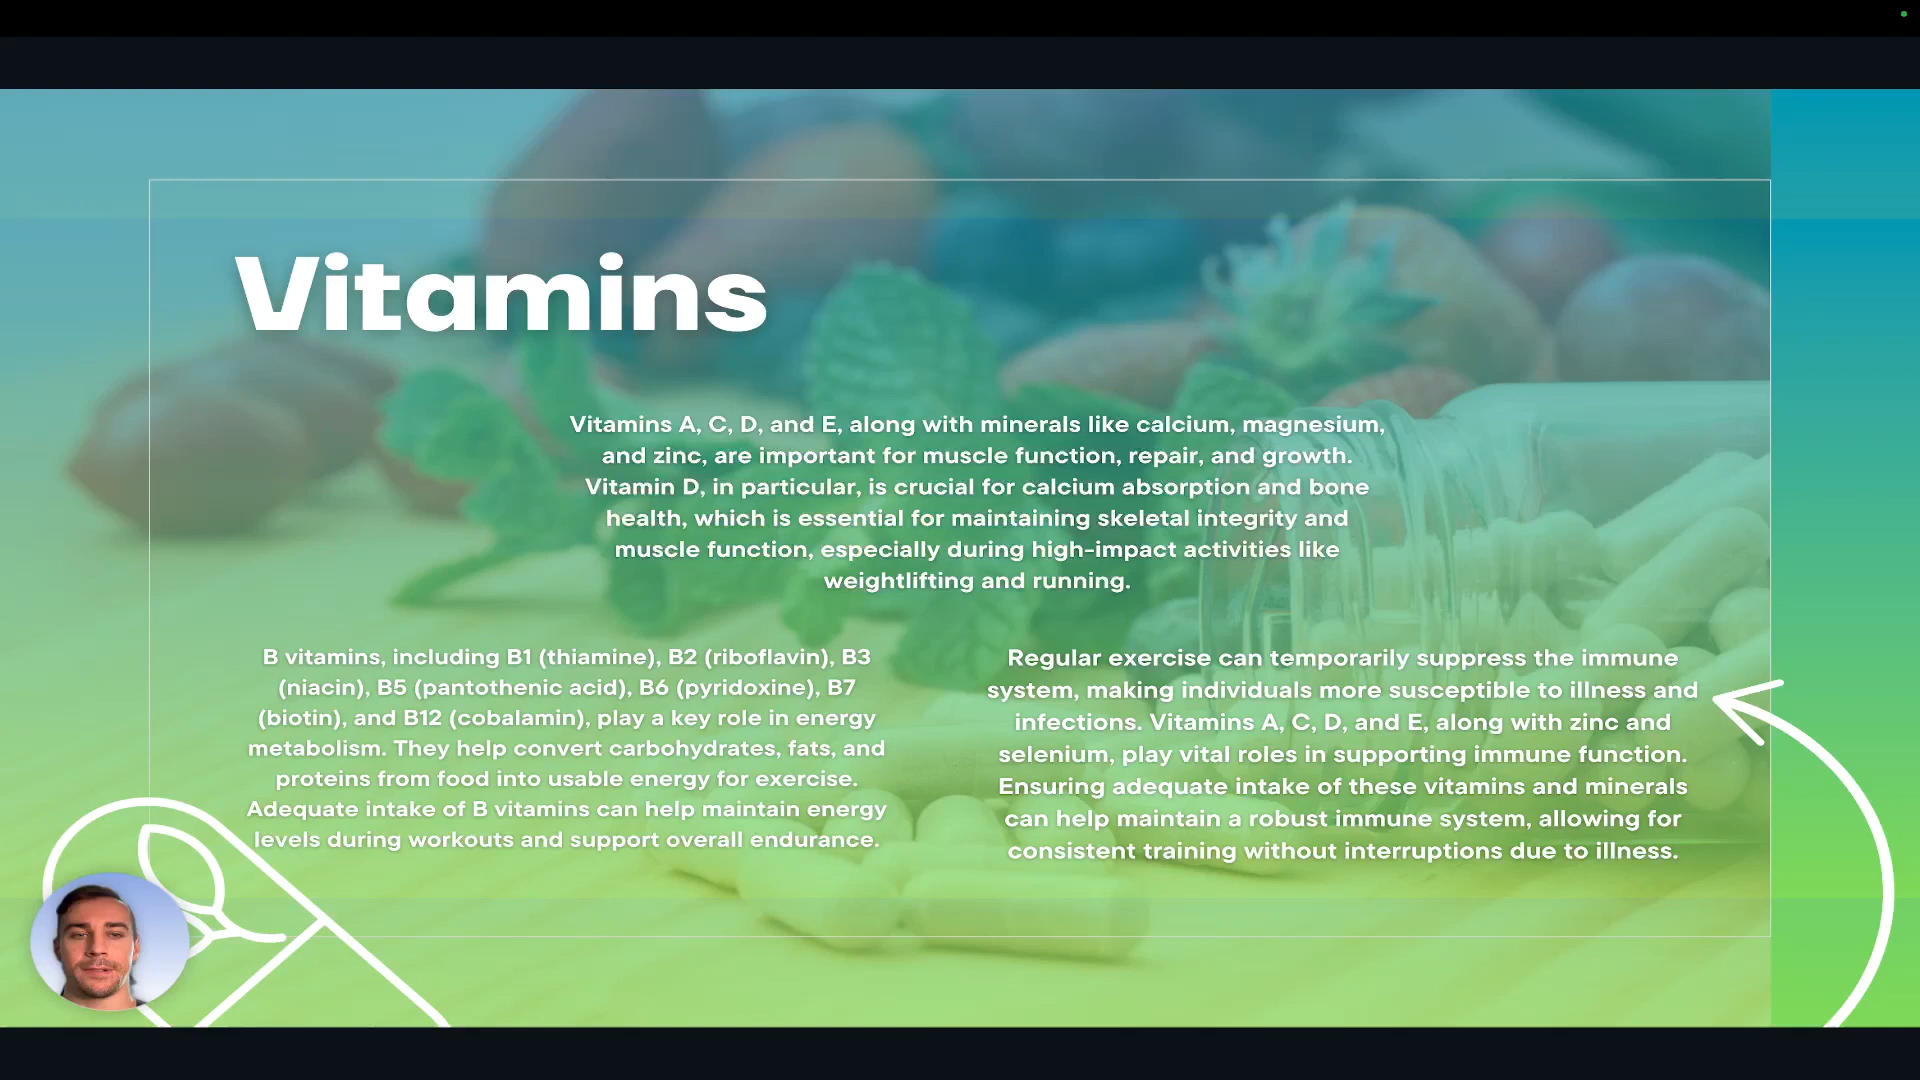 Vitamins
Vitamins A, C, D, and E, along with minerals like calcium, magnesium,
and zinc, are important for muscle function, repair, and growth.
Vitamin D, in particular, is crucial for calcium absorption and bone
health, which is essential for maintaining skeletal integrity and
muscle function, especially during high-impact activities like
weightlifting and running.
B vitamins, including B1 (thiamine), B2 (riboflavin), B3
(niacin), B5 (pantothenic acid), B6 (pyridoxine), B7
(biotin), and B12 (cobalamin), play a key role in energy
metabolism. They help convert carbohydrates, fats, and
proteins from food into usable energy for exercise.
Adequate intake of B vitamins can help maintain energy
levels during workouts and support overall endurance.
Regular exercise can temporarily suppress the immune
system, making individuals more susceptible to illness and
infections. Vitamins A, C, D, and E, along with zinc and
selenium, play vital roles in supporting immune function.
Ensuring adequate intake of these vitamins and minerals
can help maintain a robust immune system, allowing for
consistent training without interruptions due to illness.